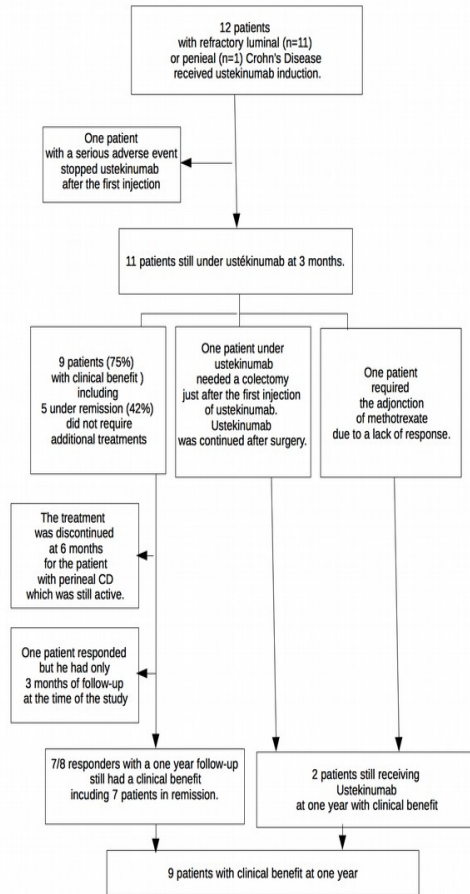 12 patients
with refractory luminal (n=11)
or penieal (n=1) Crohn's Disease
received ustekinumab induction.
One patient
with a serious adverse event
stopped ustekinumab
after the first injection
11 patients still under ustékinumab at 3 months.
9 patients (75%)
with clinical benefit )
including
5 under remission (42%)
did not require
additional treatments
One patient under
ustekinumab
needed a colectomy
just after the first injection
of ustekinumab.
Ustekinumab
was continued after surgery.
One patient
required
the adjonction
of methotrexate
due to a lack of response.
The treatment
was discontinued
at 6 months
for the patient
with perineal CD
which was still active.
One patient responded
but he had only
3 months of follow-up
at the time of the study
7/8 responders with a one year follow-up
still had a clinical benefit
incuding 7 patients in remission.
2 patients still receiving
Ustekinumab
at one year with clinical benefit
9 patients with clinical benefit at one year